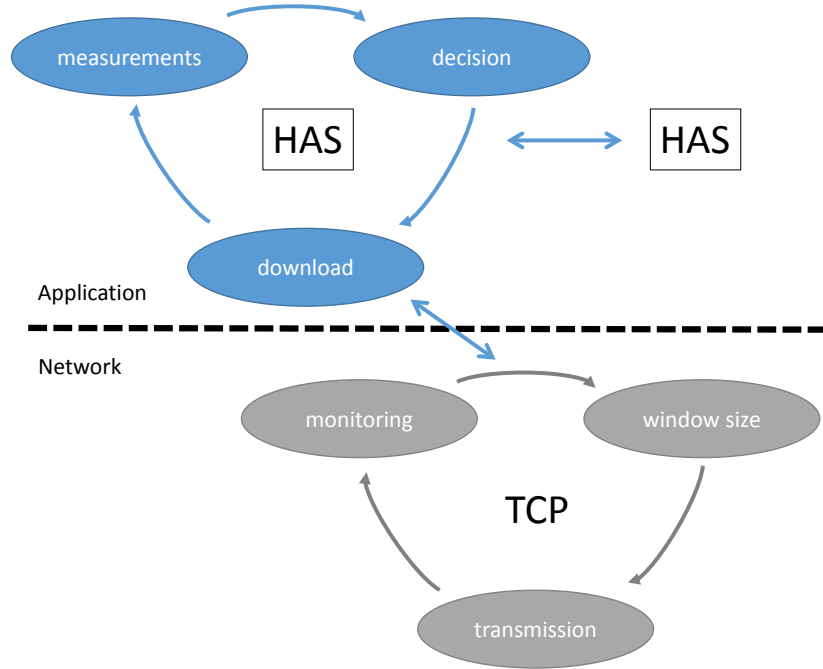 measurements
decision
HAS
HAS
download
Application
Network
monitoring
window size
TCP
transmission